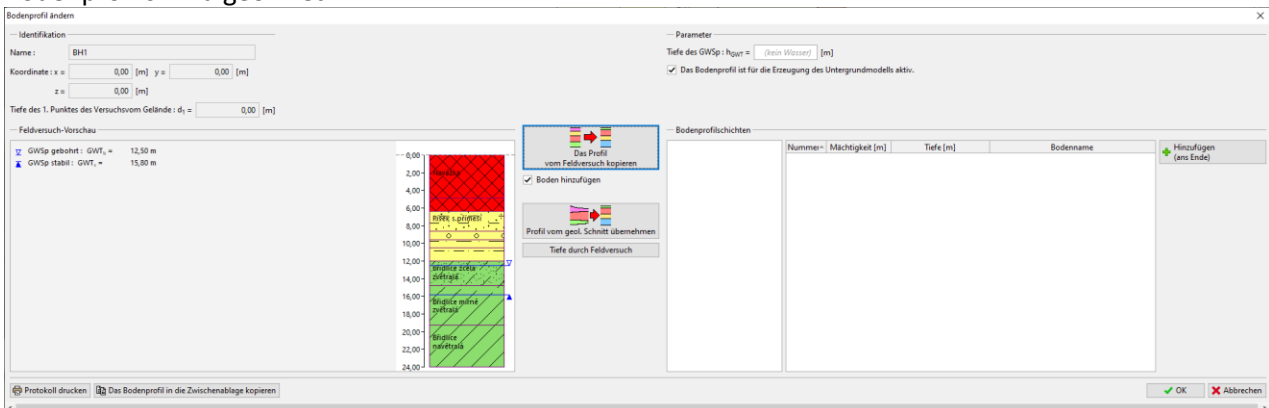 Bodenprofil ändern
Identifikation
Name :
BH1
Koordinate : x =
0,00
[m]
y =
0,00
[m]
z =
0,00
[m]
Tiefe des 1. Punktes des Versuchsvom Gelände : d₁ =
0,00
[m]
Parameter
Tiefe des GWSp : hGWT =
(kein Wasser)
[m]
Das Bodenprofil ist für die Erzeugung des Untergrundmodells aktiv.
Feldversuch-Vorschau
GWSp gebohrt : GWT, =
12,50 m
GWSp stabil : GWT, =
15,80 m
0,00
2,00
4,00
6,00
8,00
10,00
12,00
14,00
16,00
18,00
20,00
22,00
24,00
Navážka
Písek s příměsí
Břidlice zcela
zvětralá
Břidlice mírně
zvětralá
Břidlice
navětralá
Das Profil
vom Feldversuch kopieren
Boden hinzufügen
Profil vom geol. Schnitt übernehmen
Tiefe durch Feldversuch
Bodenprofilschichten
Nummer
Mächtigkeit [m]
Tiefe [m]
Bodenname
Hinzufügen
(ans Ende)
Protokoll drucken
Das Bodenprofil in die Zwischenablage kopieren
OK
Abbrechen